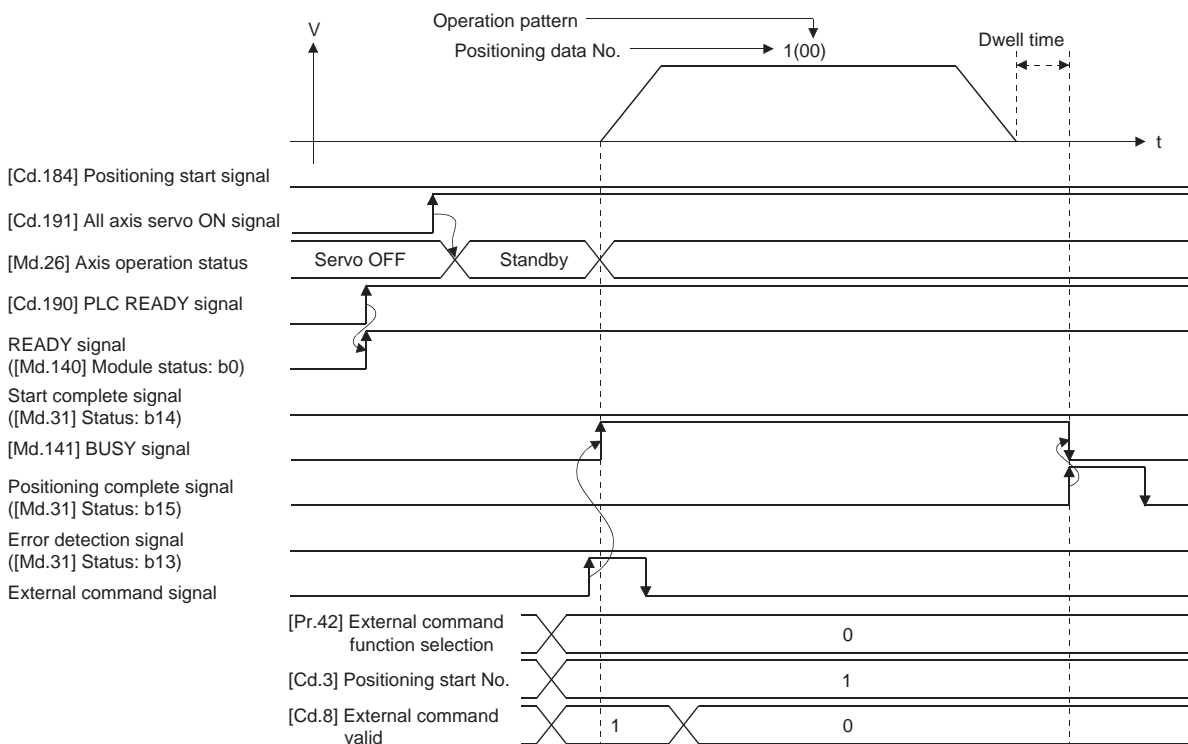 Operation pattern
V
Dwell time
Positioning data No.
1(00)
t
[Cd.184] Positioning start signal
[Cd.191] All axis servo ON signal
[Md.26] Axis operation status
Servo OFF
Standby
[Cd.190] PLC READY signal
READY signal
([Md.140] Module status: b0)
Start complete signal
([Md.31] Status: b14)
[Md.141] BUSY signal
Positioning complete signal
([Md.31] Status: b15)
Error detection signal
([Md.31] Status: b13)
External command signal
[Pr.42] External command
function selection
0
[Cd.3] Positioning start No.
1
[Cd.8] External command
valid
1
0